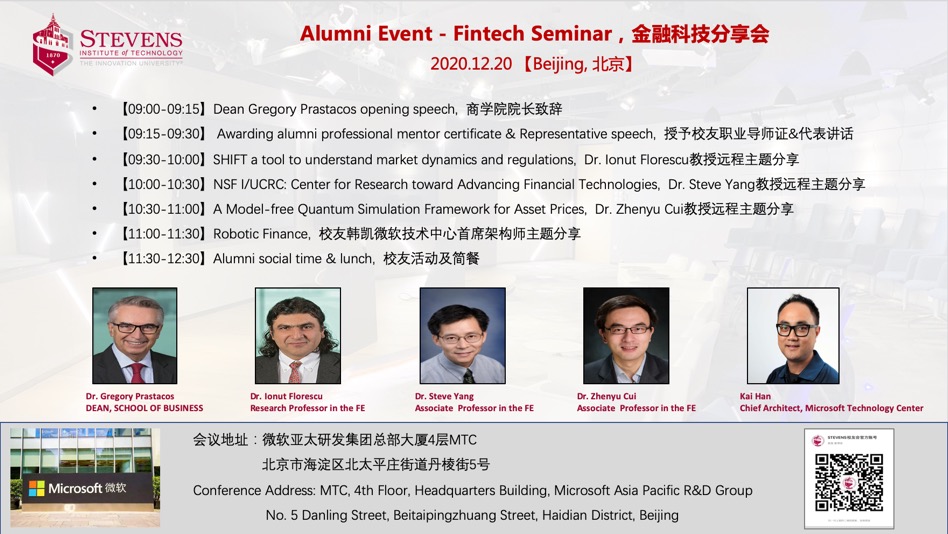 STEVENS
INSTITUTE of TECHNOLOGY
THE INNOVATION UNIVERSITY®
1870
Alumni Event - Fintech Seminar，金融科技分享会
2020.12.20 【Beijing, 北京】
• 【09:00-09:15】Dean Gregory Prastacos opening speech, 商学院院长致辞
• 【09:15-09:30】 Awarding alumni professional mentor certificate & Representative speech, 授予校友职业导师证&代表讲话
• 【09:30-10:00】SHIFT a tool to understand market dynamics and regulations, Dr. Ionut Florescu教授远程主题分享
• 【10:00-10:30】NSF I/UCRC: Center for Research toward Advancing Financial Technologies, Dr. Steve Yang教授远程主题分享
• 【10:30-11:00】A Model-free Quantum Simulation Framework for Asset Prices, Dr. Zhenyu Cui教授远程主题分享
• 【11:00-11:30】Robotic Finance, 校友韩凯微软技术中心首席架构师主题分享
• 【11:30-12:30】Alumni social time & lunch, 校友活动及简餐
Dr. Gregory Prastacos
DEAN, SCHOOL OF BUSINESS
Dr. Ionut Florescu
Research Professor in the FE
Dr. Steve Yang
Associate Professor in the FE
Dr. Zhenyu Cui
Associate Professor in the FE
Kai Han
Chief Architect, Microsoft Technology Center
Microsoft 微软
会议地址：微软亚太研发集团总部大厦4层MTC
北京市海淀区北太平庄街道丹棱街5号
Conference Address: MTC, 4th Floor, Headquarters Building, Microsoft Asia Pacific R&D Group
No. 5 Danling Street, Beitaipingzhuang Street, Haidian District, Beijing